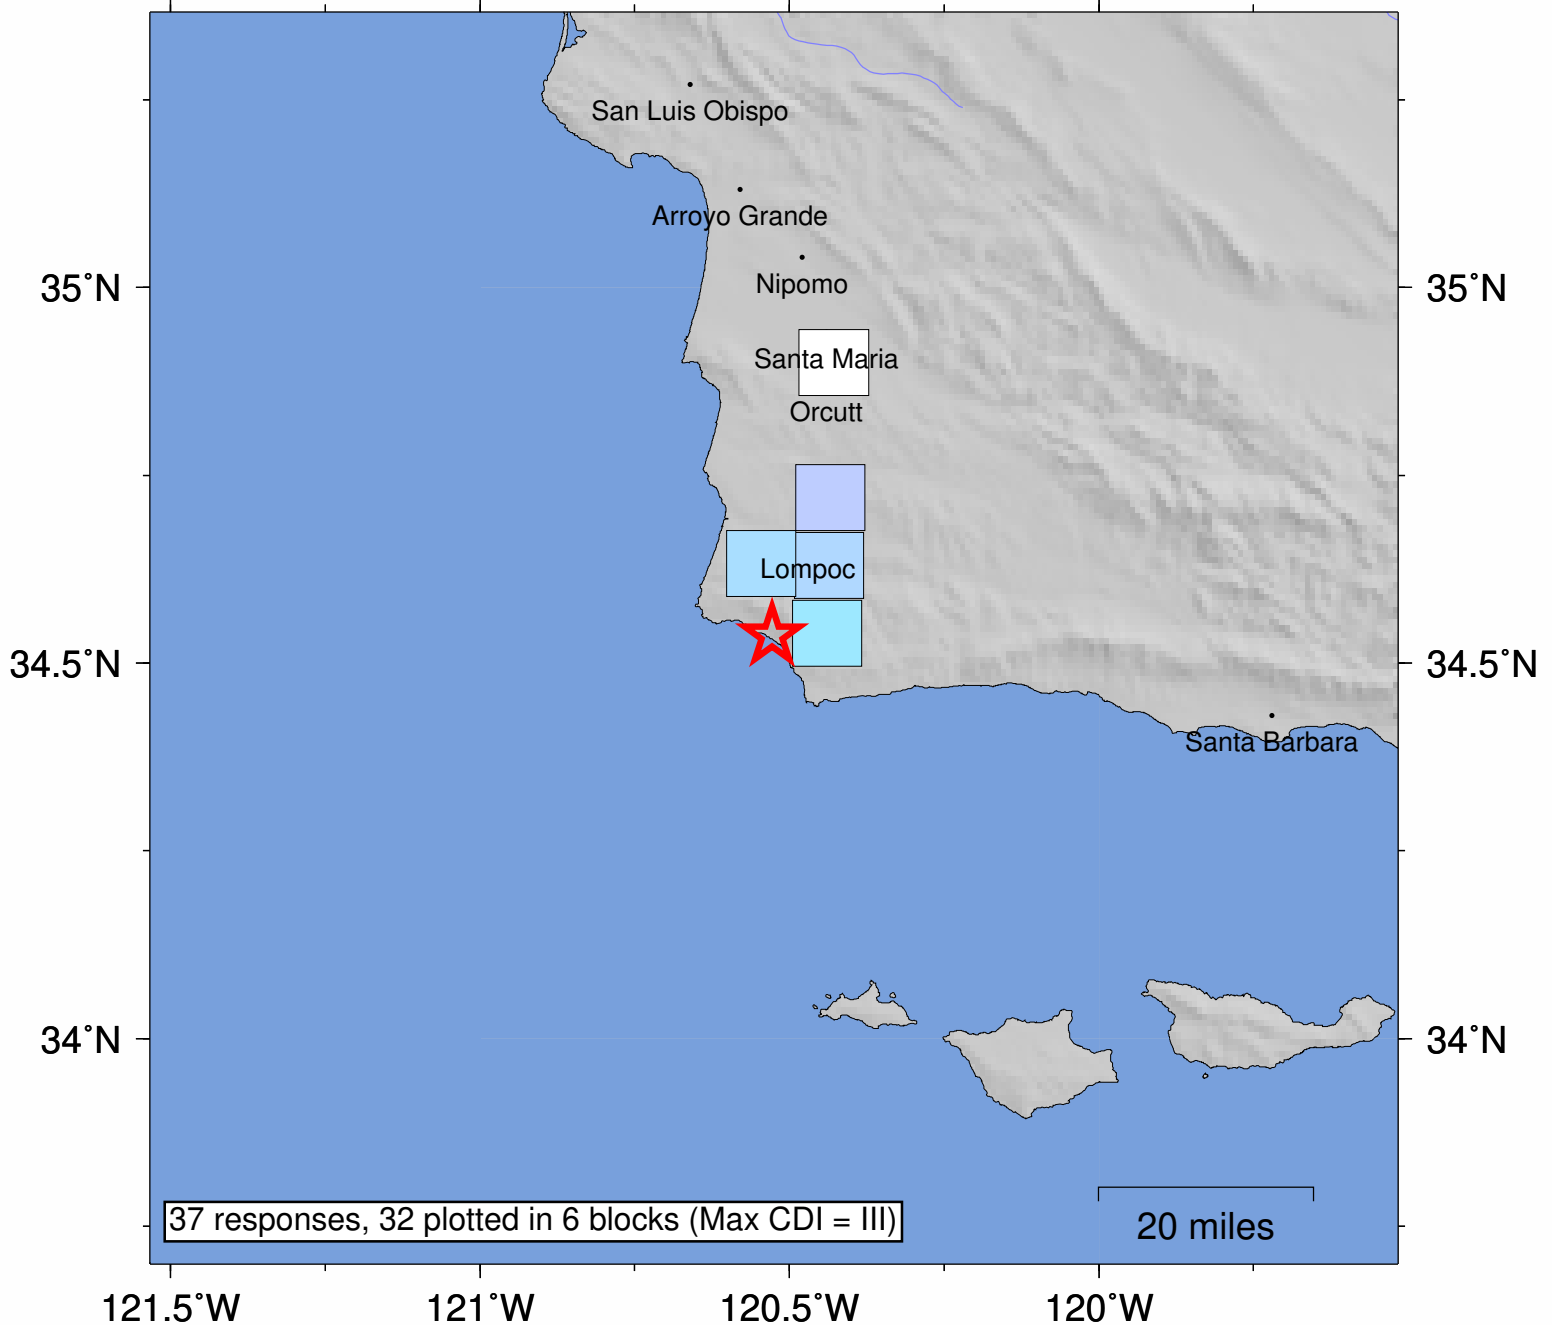 San Luis Obispo
Arroyo Grande
35°N
Nipomo
35°N
Santa Maria
Orcutt
Lompoc
34.5°N
34.5°N
Santa Barbara
34°N
34°N
37 responses, 32 plotted in 6 blocks (Max CDI = III)
20 miles
121.5°W
121°W
120.5°W
120°W